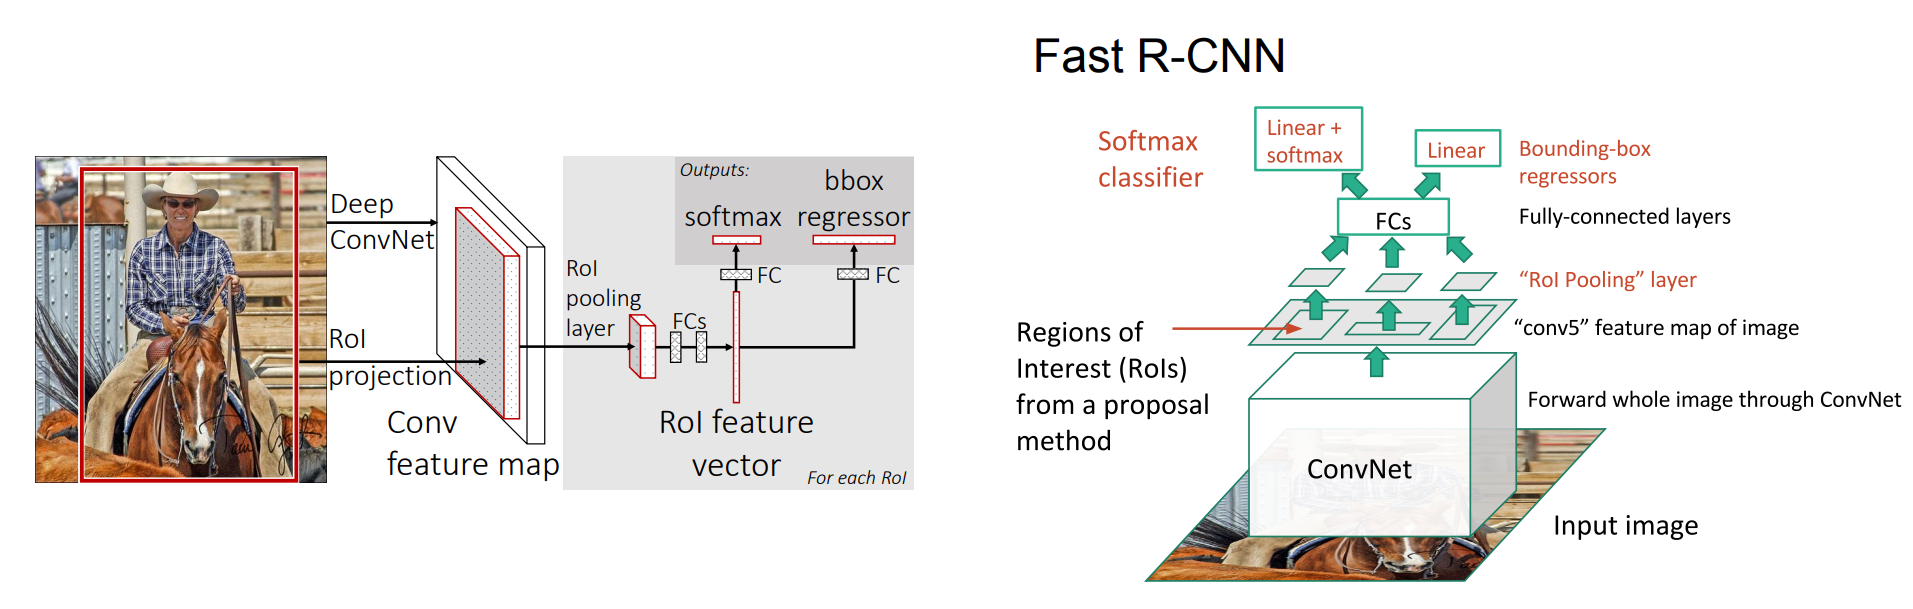 Deep
ConvNet
RoI
projection
Conv
feature map
RoI
pooling
layer
FCs
Outputs:
softmax
bbox
regressor
FC
FC
RoI feature
vector
For each RoI
Fast R-CNN
Softmax
classifier
Linear +
softmax
Linear
Bounding-box
regressors
FCs
Fully-connected layers
“RoI Pooling” layer
Regions of
Interest (RoIs)
from a proposal
method
“conv5” feature map of image
Forward whole image through ConvNet
ConvNet
Input image